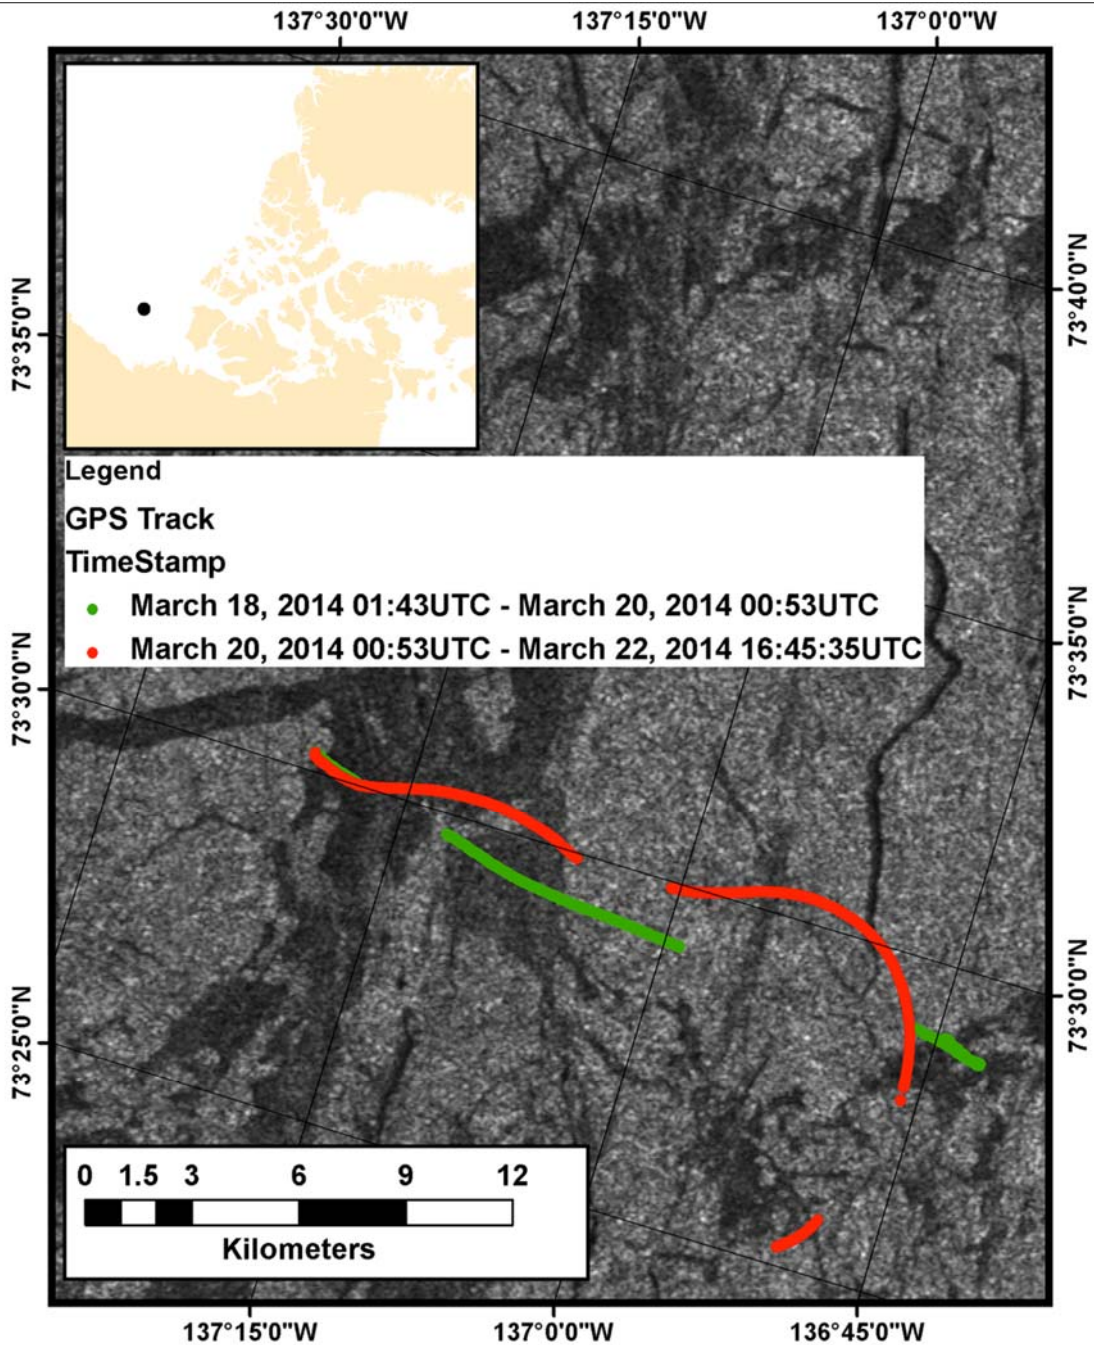 137°30'0"W 137°15'0"W 137°0'0"W
73°40'0"N
73°35'0"N
Legend
GPS Track
TimeStamp
March 18, 2014 01:43UTC - March 20, 2014 00:53UTC
March 20, 2014 00:53UTC - March 22, 2014 16:45:35UTC
73°35'0"N
73°30'0"N
73°30'0"N
73°25'0"N
0 1.5 3 6 9 12
Kilometers
137°15'0"W 137°0'0"W 136°45'0"W